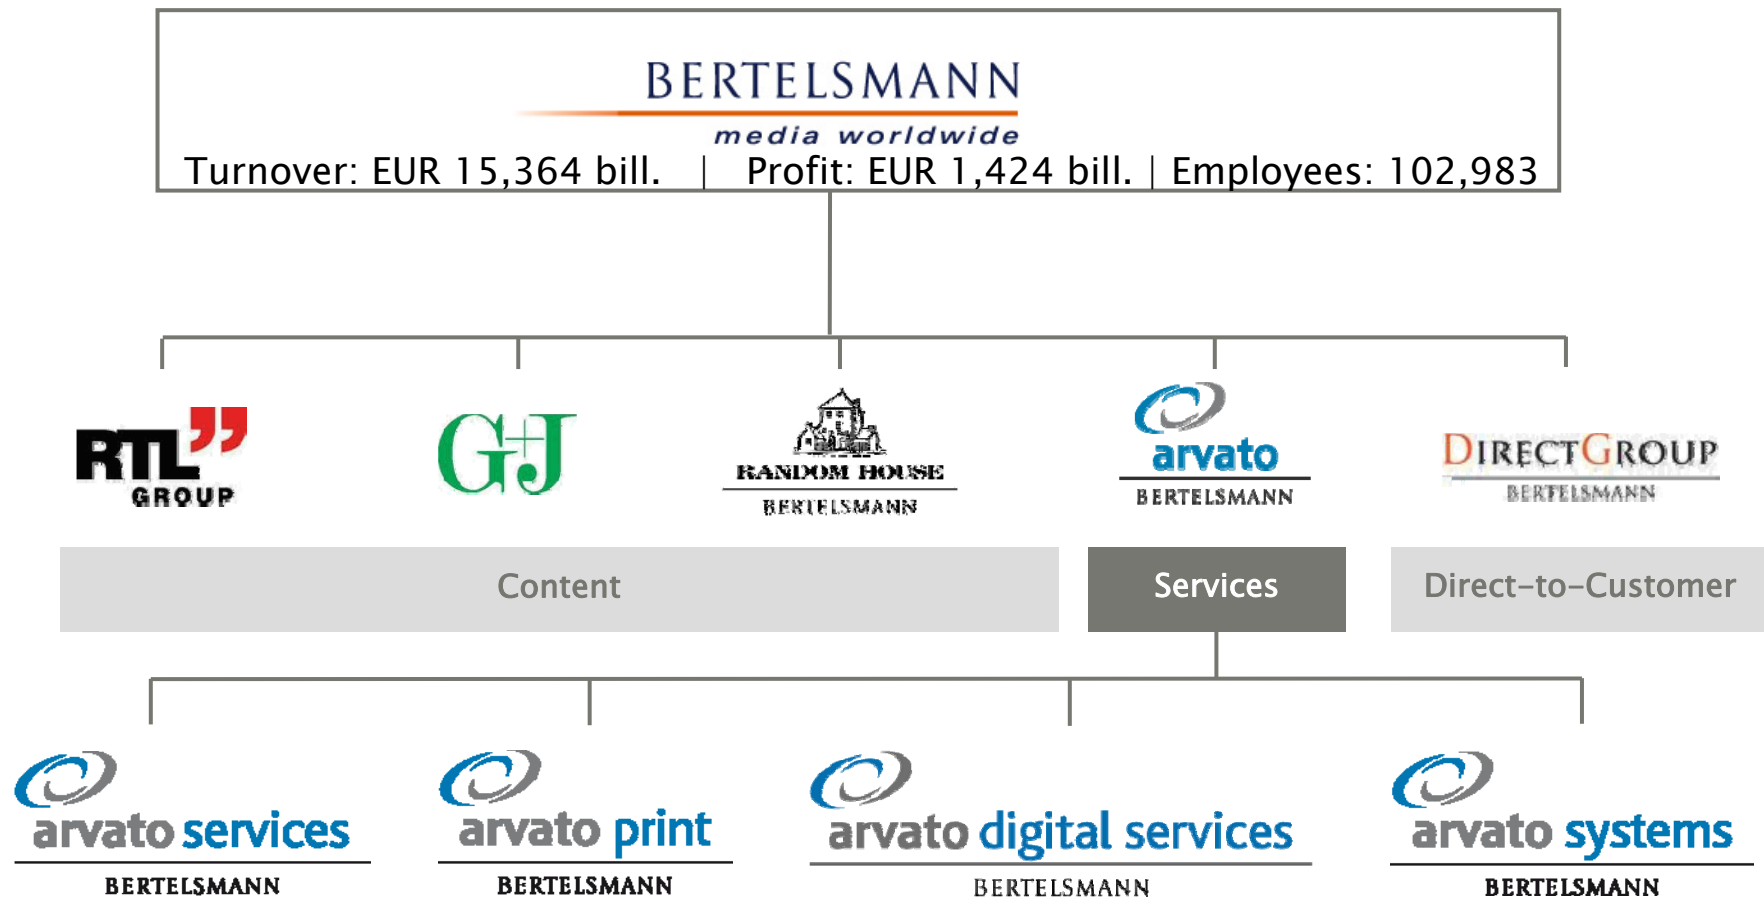 BERTELSMANN
media worldwide
Turnover: EUR 15,364 bill. | Profit: EUR 1,424 bill. | Employees: 102,983
RTL GROUP
G+J
RANDOM HOUSE
BERTELSMANN
arvato
BERTELSMANN
DIRECTGROUP
BERTELSMANN
Content
Services
Direct-to-Customer
arvato services
BERTELSMANN
arvato print
BERTELSMANN
arvato digital services
BERTELSMANN
arvato systems
BERTELSMANN